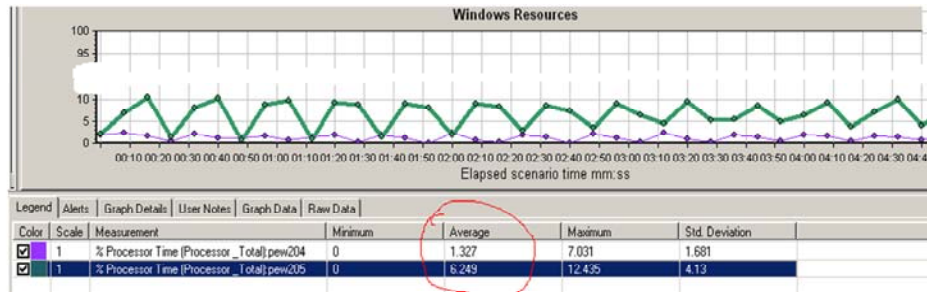 Windows Resources
100
95
10
5
0
00:10 00:20 00:30 00:40 00:50 01:00 01:10 01:20 01:30 01:40 01:50 02:00 02:10 02:20 02:30 02:40 02:50 03:00 03:10 03:20 03:30 03:40 03:50 04:00 04:10 04:20 04:30 04:4
Elapsed scenario time mm:ss
Legend Alerts Graph Details User Notes Graph Data Raw Data
Color Scale Measurement Minimum Average Maximum Std. Deviation
1 % Processor Time (Processor _Total):pew204 0 1.327 7.031 1.681
1 % Processor Time (Processor _Total):pew205 0 6.249 12.435 4.13